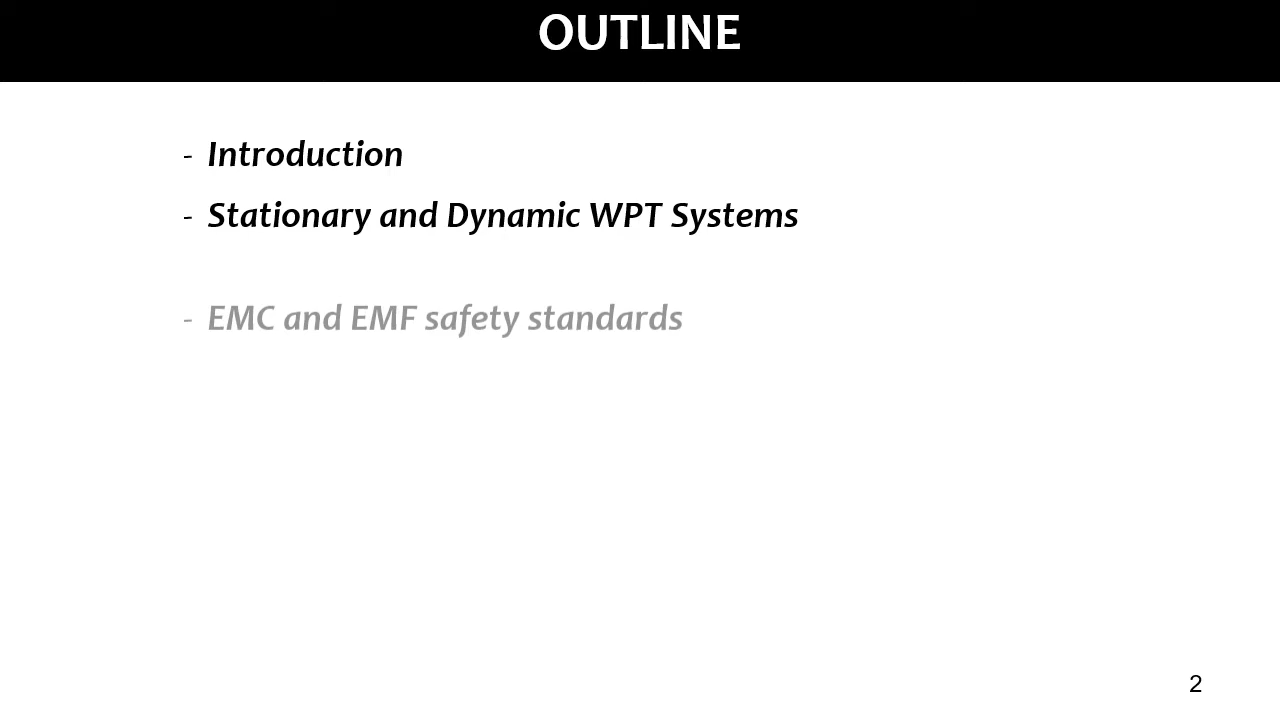 OUTLINE
- Introduction
- Stationary and Dynamic WPT Systems
- EMC and EMF safety standards
2